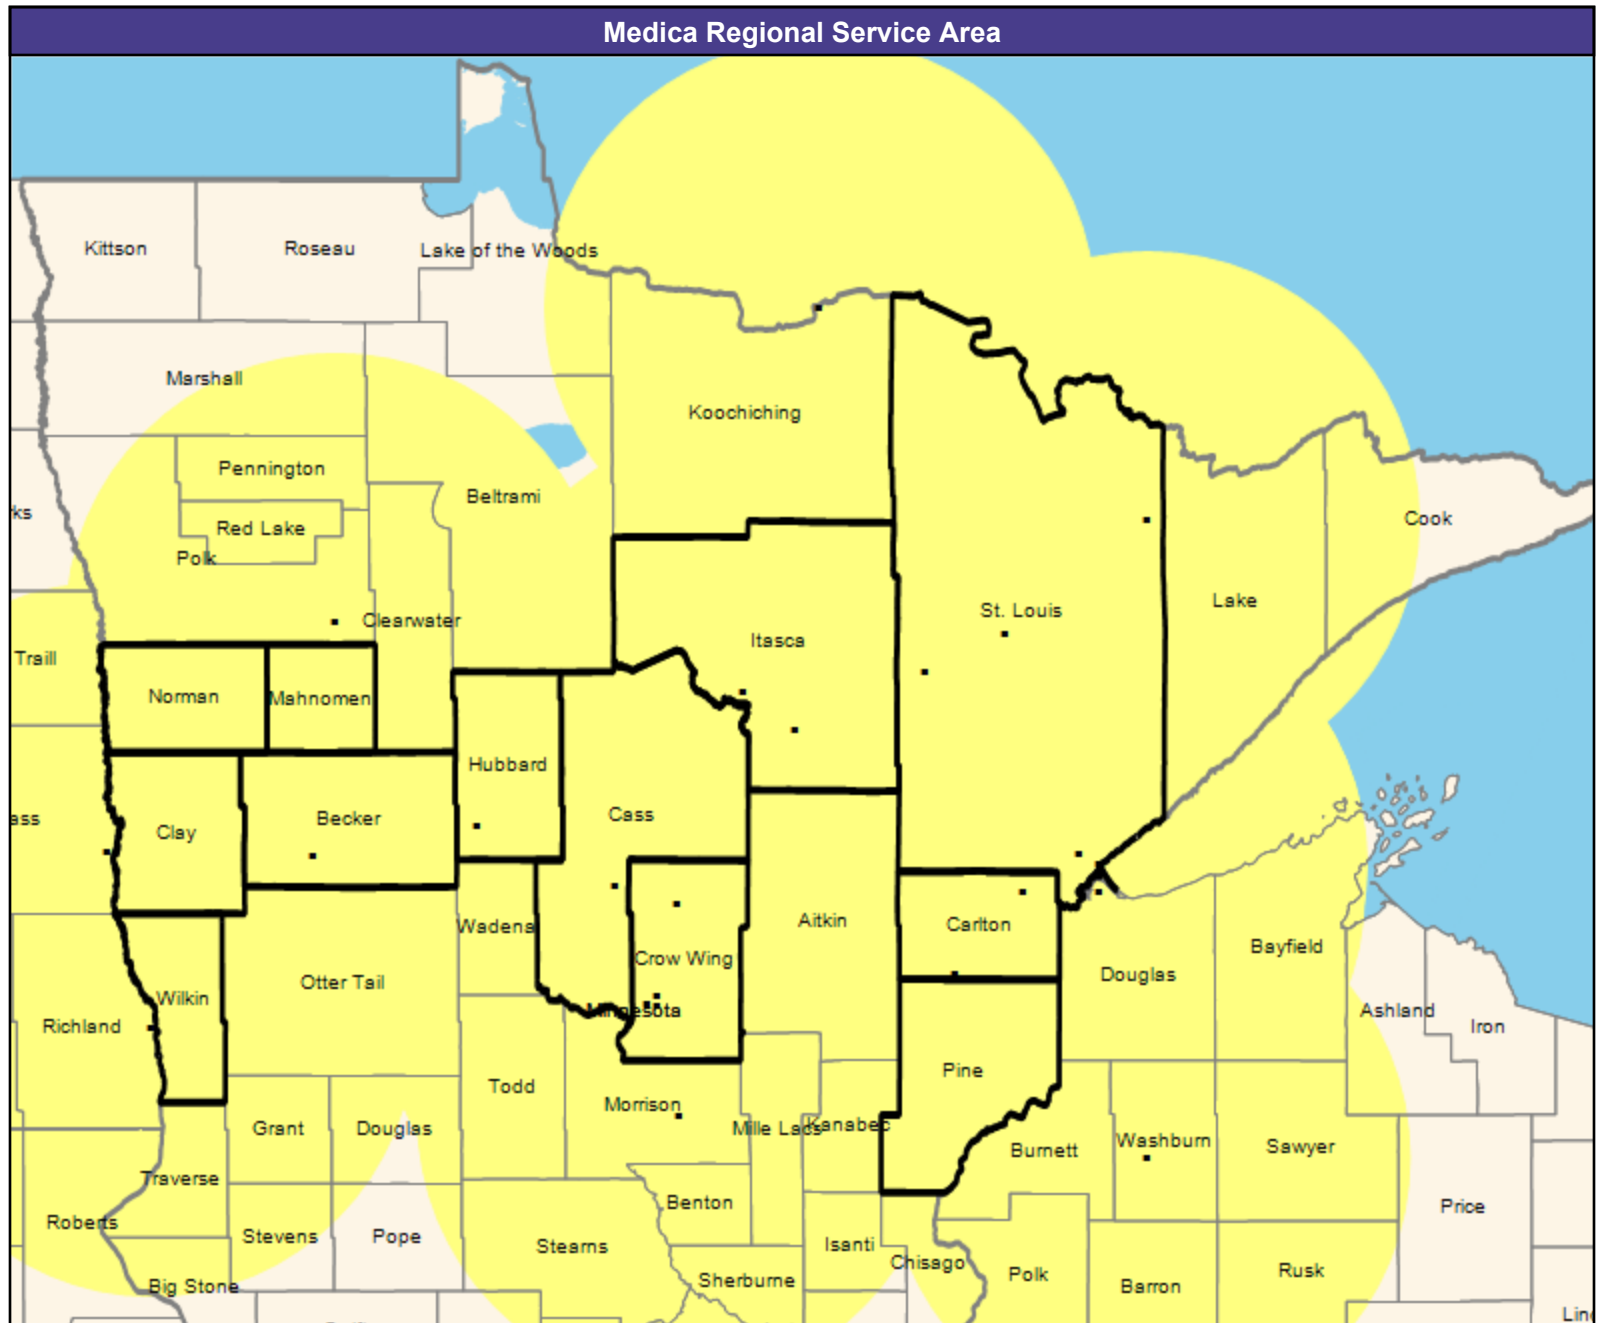 Medica Regional Service Area
Kittson
Roseau
Lake of the Woods
Marshall
Koochiching
Pennington
Beltrami
ks
Red Lake
Cook
Polk
Clearwater
St. Louis
Lake
Itasca
Traill
Norman
Mahnomen
Hubbard
ass
Clay
Becker
Cass
Wadena
Aitkin
Carlton
Crow Wing
Douglas
Bayfield
Otter Tail
Wilkin
Minnesota
Richland
Ashland
Iron
Pine
Todd
Morrison
Grant
Douglas
Mille Lacs
Kanabec
Burnett
Washburn
Sawyer
Traverse
Benton
Price
Roberts
Stevens
Pope
Stearns
Isanti
Chisago
Polk
Rusk
Big Stone
Sherburne
Barron
Lin